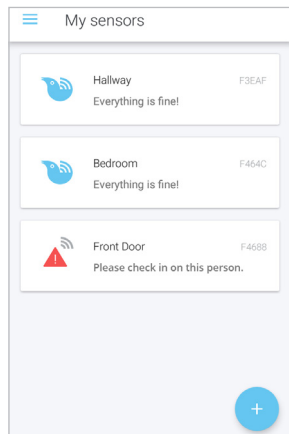 My sensors
Hallway F3EAF
Everything is fine!
Bedroom F464C
Everything is fine!
Front Door F4688
Please check in on this person.